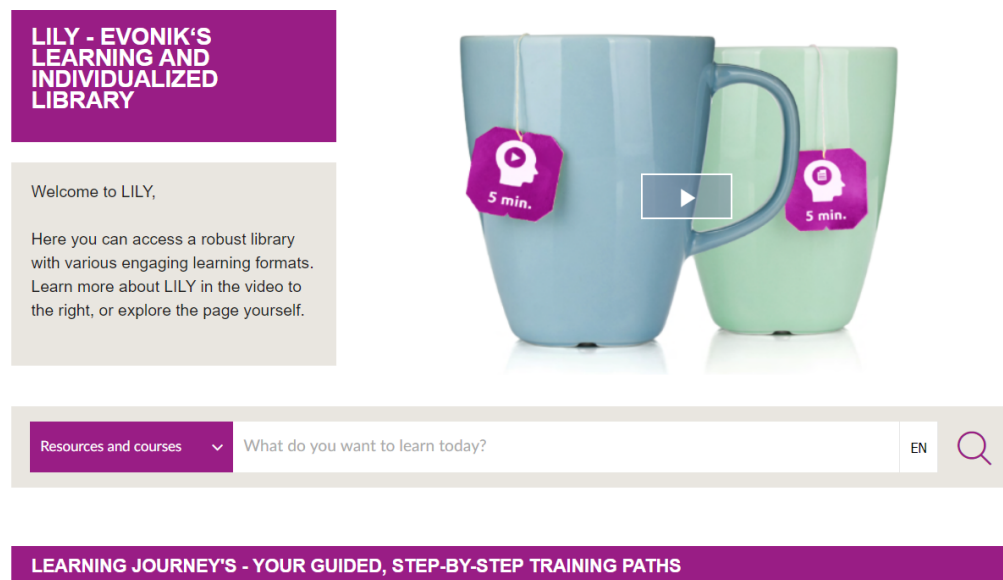 LILY - EVONIK‘S
LEARNING AND
INDIVIDUALIZED
LIBRARY
Welcome to LILY,
Here you can access a robust library
with various engaging learning formats.
Learn more about LILY in the video to
the right, or explore the page yourself.
5 min.
5 min.
Resources and courses
What do you want to learn today?
EN
LEARNING JOURNEY'S - YOUR GUIDED, STEP-BY-STEP TRAINING PATHS